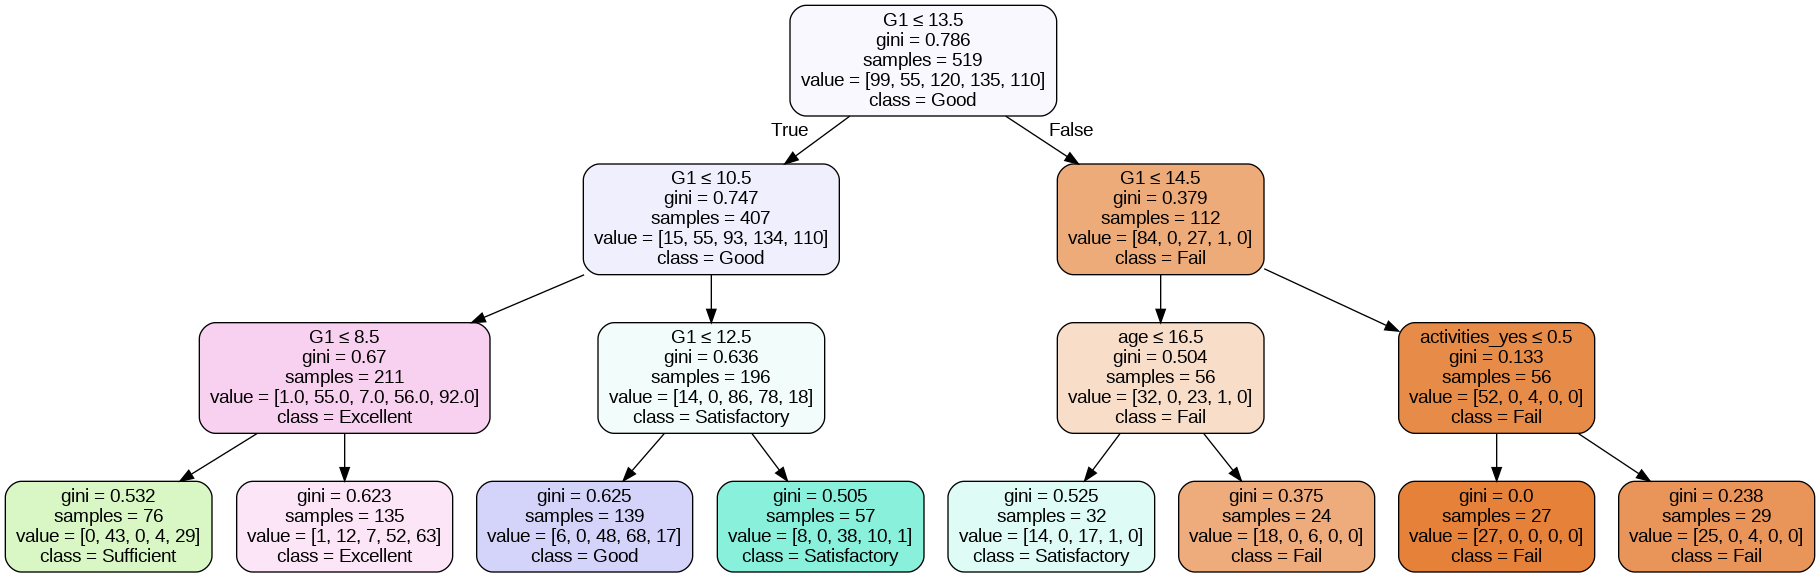 G1 ≤ 13.5
gini = 0.786
samples = 519
value = [99, 55, 120, 135, 110]
class = Good
True
False
G1 ≤ 10.5
gini = 0.747
samples = 407
value = [15, 55, 93, 134, 110]
class = Good
G1 ≤ 14.5
gini = 0.379
samples = 112
value = [84, 0, 27, 1, 0]
class = Fail
G1 ≤ 8.5
gini = 0.67
samples = 211
value = [1.0, 55.0, 7.0, 56.0, 92.0]
class = Excellent
G1 ≤ 12.5
gini = 0.636
samples = 196
value = [14, 0, 86, 78, 18]
class = Satisfactory
age ≤ 16.5
gini = 0.504
samples = 56
value = [32, 0, 23, 1, 0]
class = Fail
activities_yes ≤ 0.5
gini = 0.133
samples = 56
value = [52, 0, 4, 0, 0]
class = Fail
gini = 0.532
samples = 76
value = [0, 43, 0, 4, 29]
class = Sufficient
gini = 0.623
samples = 135
value = [1, 12, 7, 52, 63]
class = Excellent
gini = 0.625
samples = 139
value = [6, 0, 48, 68, 17]
class = Good
gini = 0.505
samples = 57
value = [8, 0, 38, 10, 1]
class = Satisfactory
gini = 0.525
samples = 32
value = [14, 0, 17, 1, 0]
class = Satisfactory
gini = 0.375
samples = 24
value = [18, 0, 6, 0, 0]
class = Fail
gini = 0.0
samples = 27
value = [27, 0, 0, 0, 0]
class = Fail
gini = 0.238
samples = 29
value = [25, 0, 4, 0, 0]
class = Fail